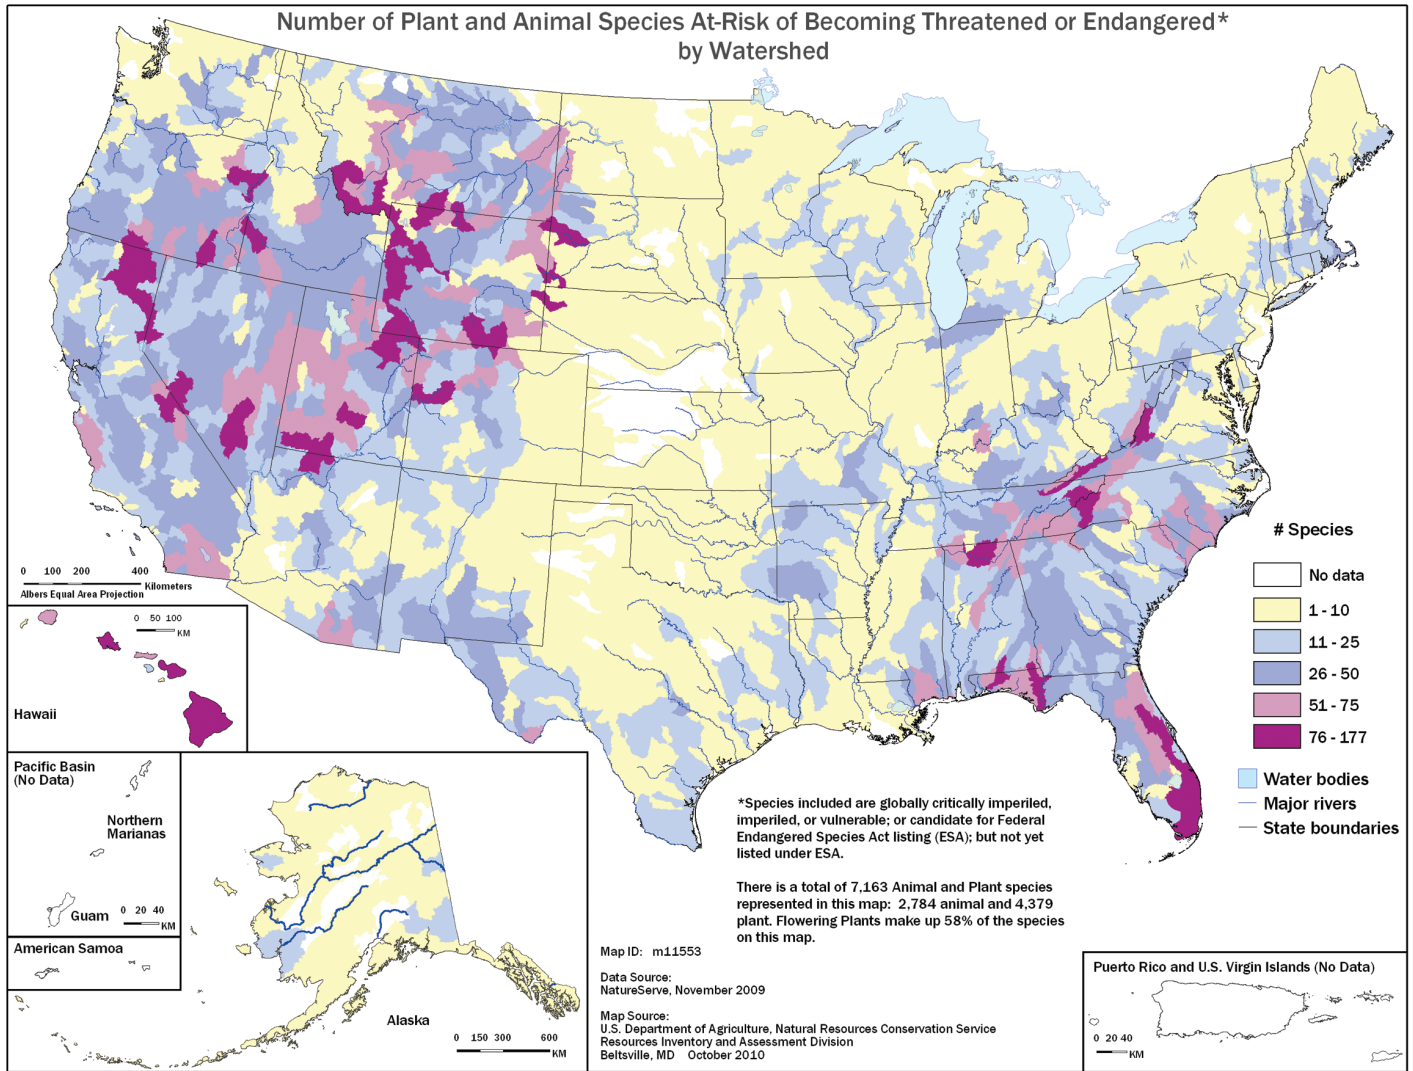 Number of Plant and Animal Species At-Risk of Becoming Threatened or Endangered*
by Watershed
0 100 200 400 Kilometers
Albers Equal Area Projection
0 50 100
KM
Hawaii
Pacific Basin
(No Data)
Northern
Marianas
Guam
0 20 40
KM
American Samoa
Alaska
0 150 300 600
KM
# Species
No data
1 - 10
11 - 25
26 - 50
51 - 75
76 - 177
Water bodies
Major rivers
State boundaries
*Species included are globally critically imperiled,
imperiled, or vulnerable; or candidate for Federal
Endangered Species Act listing (ESA); but not yet
listed under ESA.
There is a total of 7,163 Animal and Plant species
represented in this map: 2,784 animal and 4,379
plant. Flowering Plants make up 58% of the species
on this map.
Map ID: m11553
Data Source:
NatureServe, November 2009
Map Source:
U.S. Department of Agriculture, Natural Resources Conservation Service
Resources Inventory and Assessment Division
Beltsville, MD October 2010
Puerto Rico and U.S. Virgin Islands (No Data)
0 20 40
KM